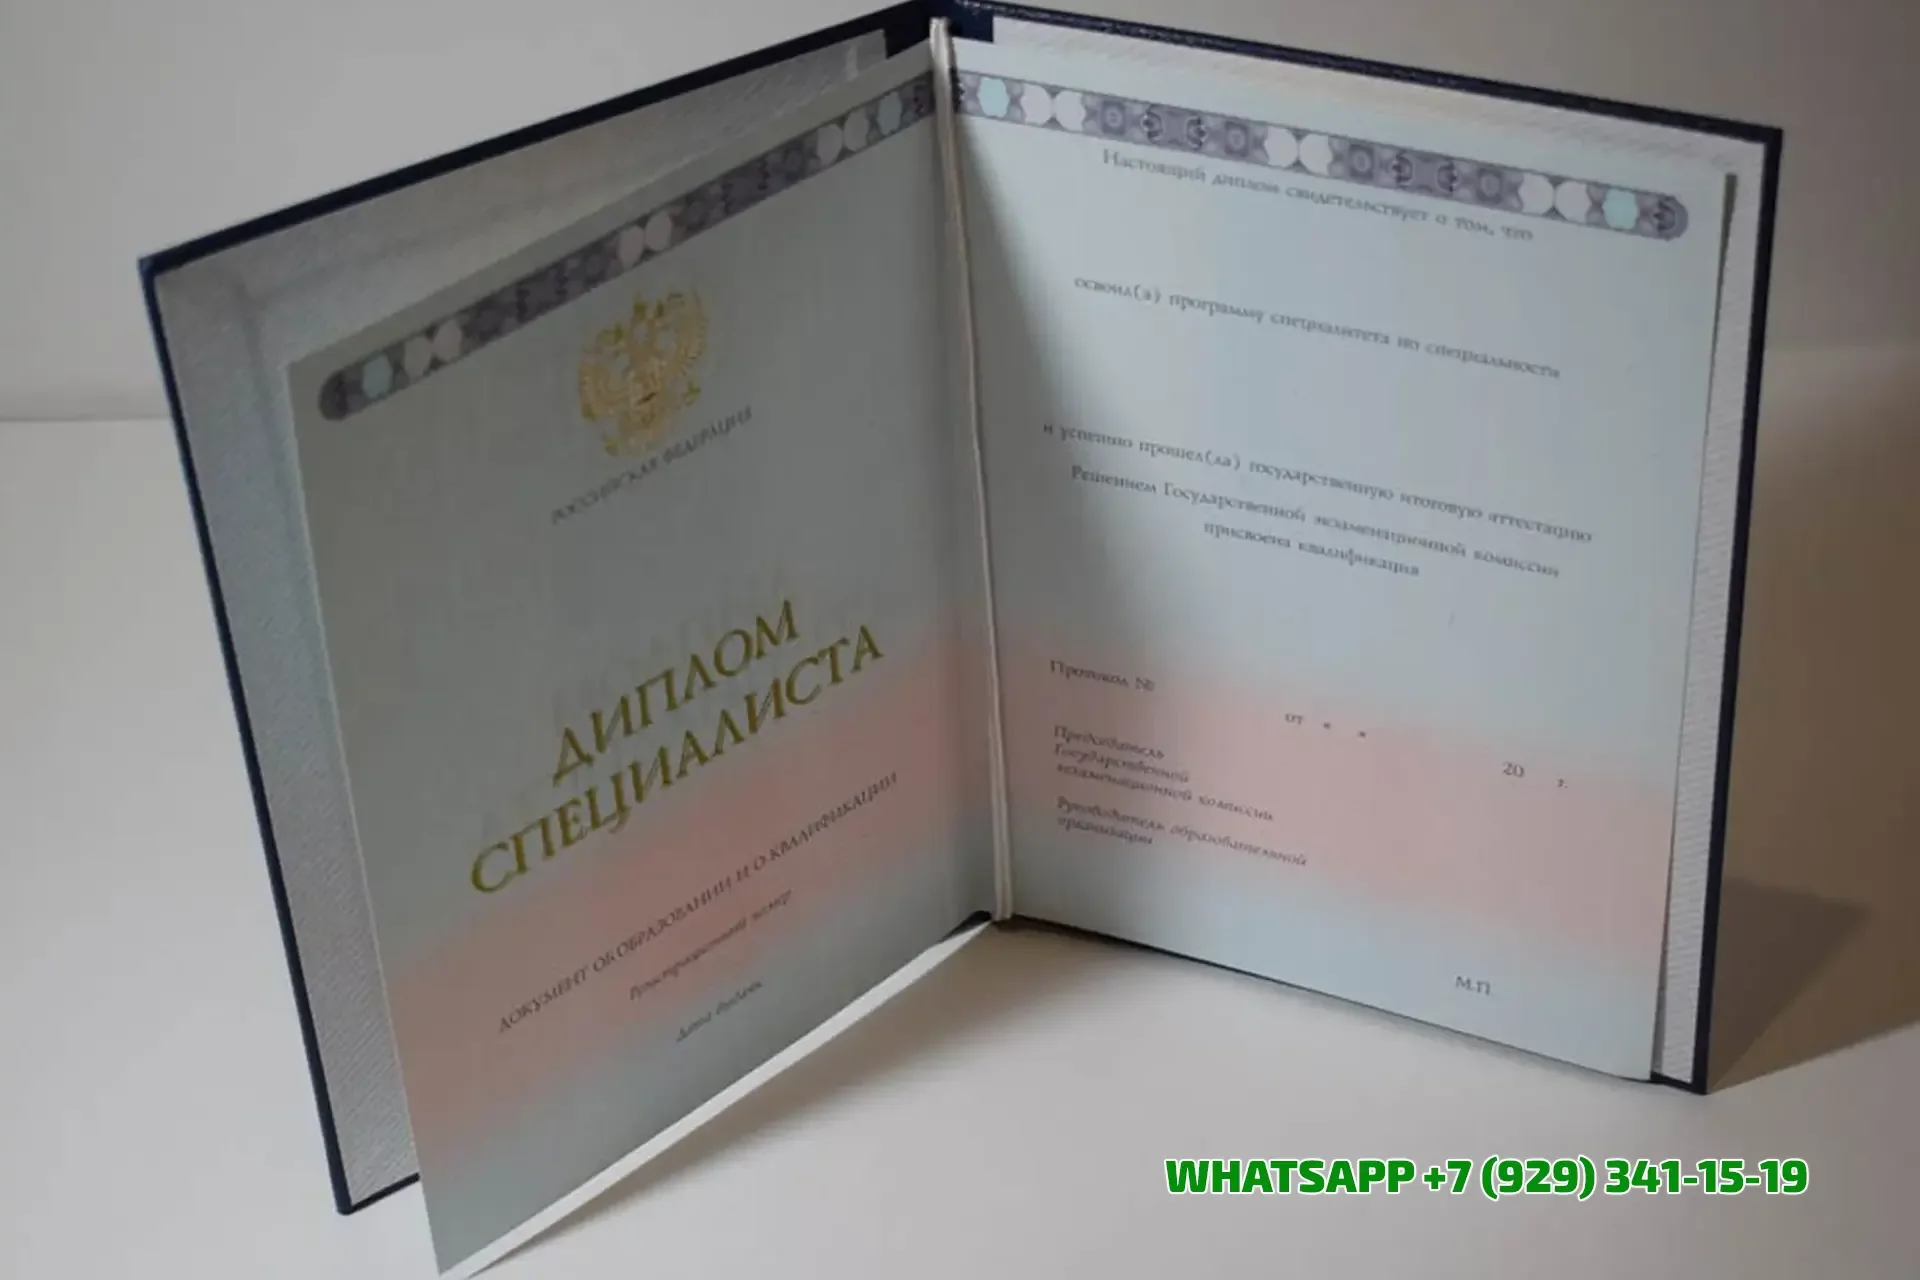 РОССИЙСКАЯ ФЕДЕРАЦИЯ
ДИПЛОМ
СПЕЦИАЛИСТА
ДОКУМЕНТ ОБ ОБРАЗОВАНИИ И О КВАЛИФИКАЦИИ
Регистрационный номер
Дата выдачи
Настоящий диплом свидетельствует о том, что
освоил(а) программу специалитета по специальности
и успешно прошел(ла) государственную итоговую аттестацию
Решением Государственной экзаменационной комиссии
присвоена квалификация
Протокол №
от « »
20 г.
Председатель
Государственной
экзаменационной комиссии
Руководитель образовательной
организации
М.П.
WHATSAPP +7 (929) 341-15-19